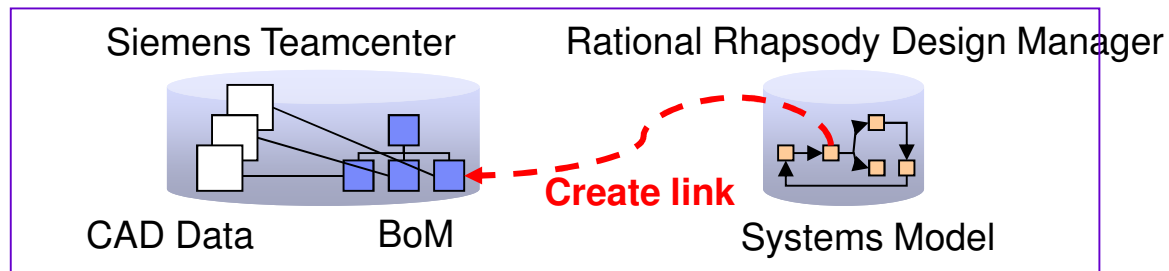 Siemens Teamcenter
Rational Rhapsody Design Manager
Create link
CAD Data
BoM
Systems Model